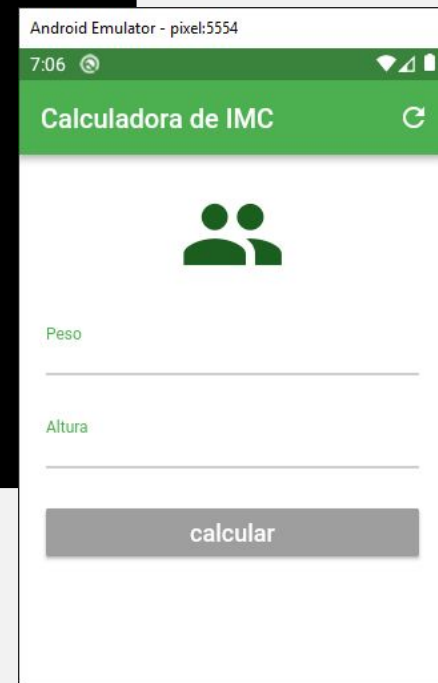 Android Emulator - pixel:5554
7:06
Calculadora de IMC
Peso
Altura
calcular